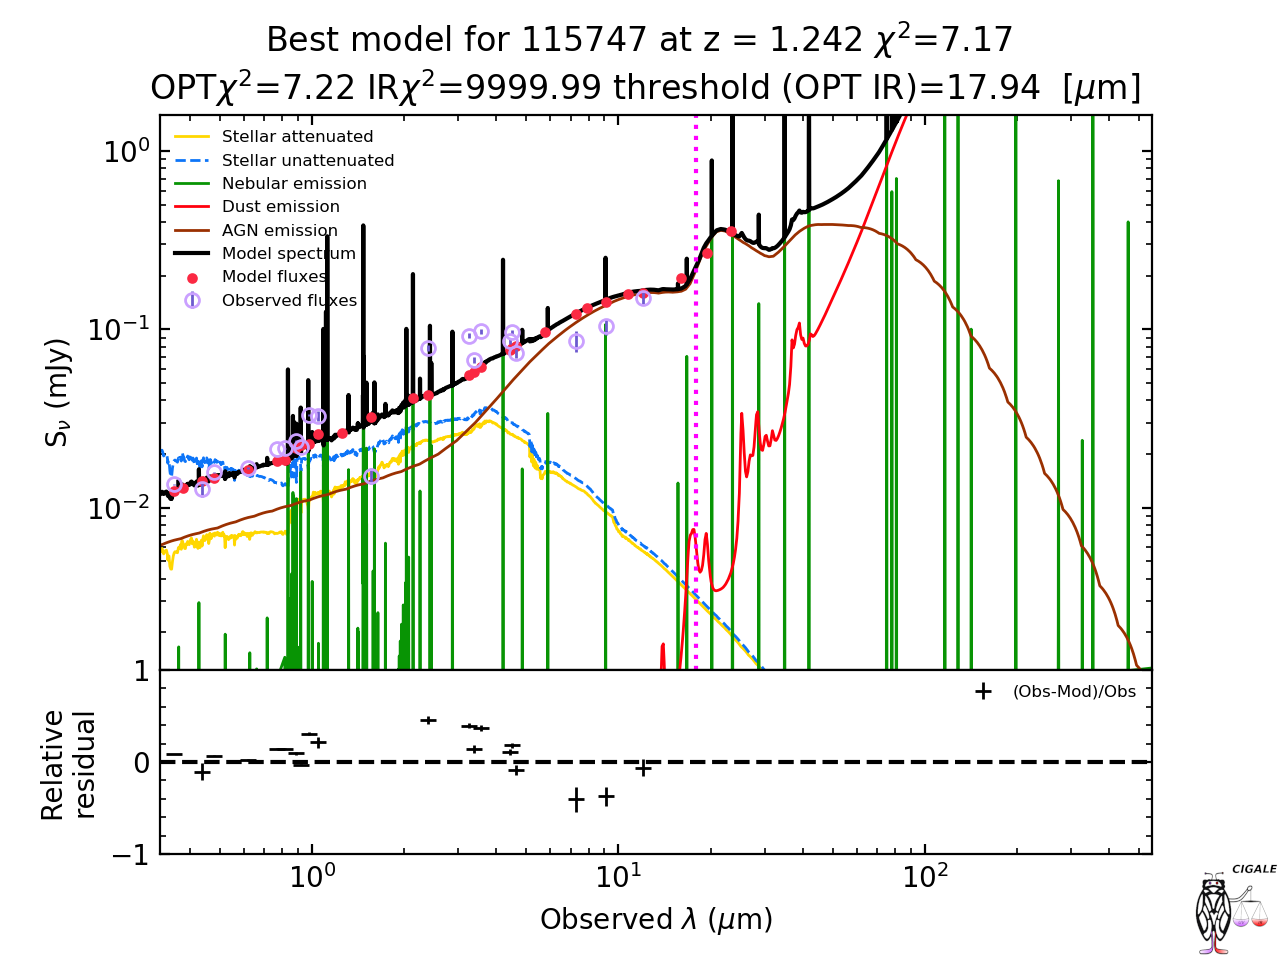 Best model for 115747 at z = 1.242 χ²=7.17
OPTχ²=7.22 IRχ²=9999.99 threshold (OPT IR)=17.94 [μm]
Stellar attenuated
Stellar unattenuated
Nebular emission
Dust emission
AGN emission
Model spectrum
Model fluxes
Observed fluxes
10⁰
10⁻¹
10⁻²
S_ν (mJy)
(Obs-Mod)/Obs
1
0
−1
Relative
residual
10⁰ 10¹ 10²
Observed λ (μm)
CIGALE